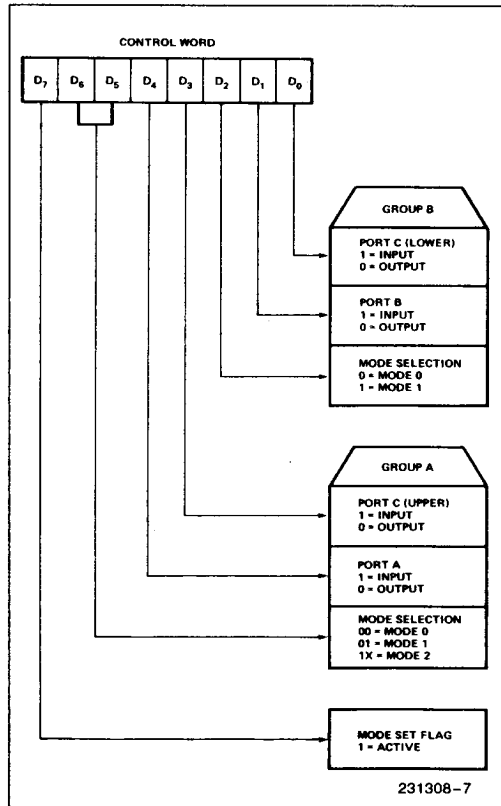 CONTROL WORD
D7 D6 D5 D4 D3 D2 D1 D0
GROUP B
PORT C (LOWER)
1 = INPUT
0 = OUTPUT
PORT B
1 = INPUT
0 = OUTPUT
MODE SELECTION
0 = MODE 0
1 = MODE 1
GROUP A
PORT C (UPPER)
1 = INPUT
0 = OUTPUT
PORT A
1 = INPUT
0 = OUTPUT
MODE SELECTION
00 = MODE 0
01 = MODE 1
1X = MODE 2
MODE SET FLAG
1 = ACTIVE
231308-7